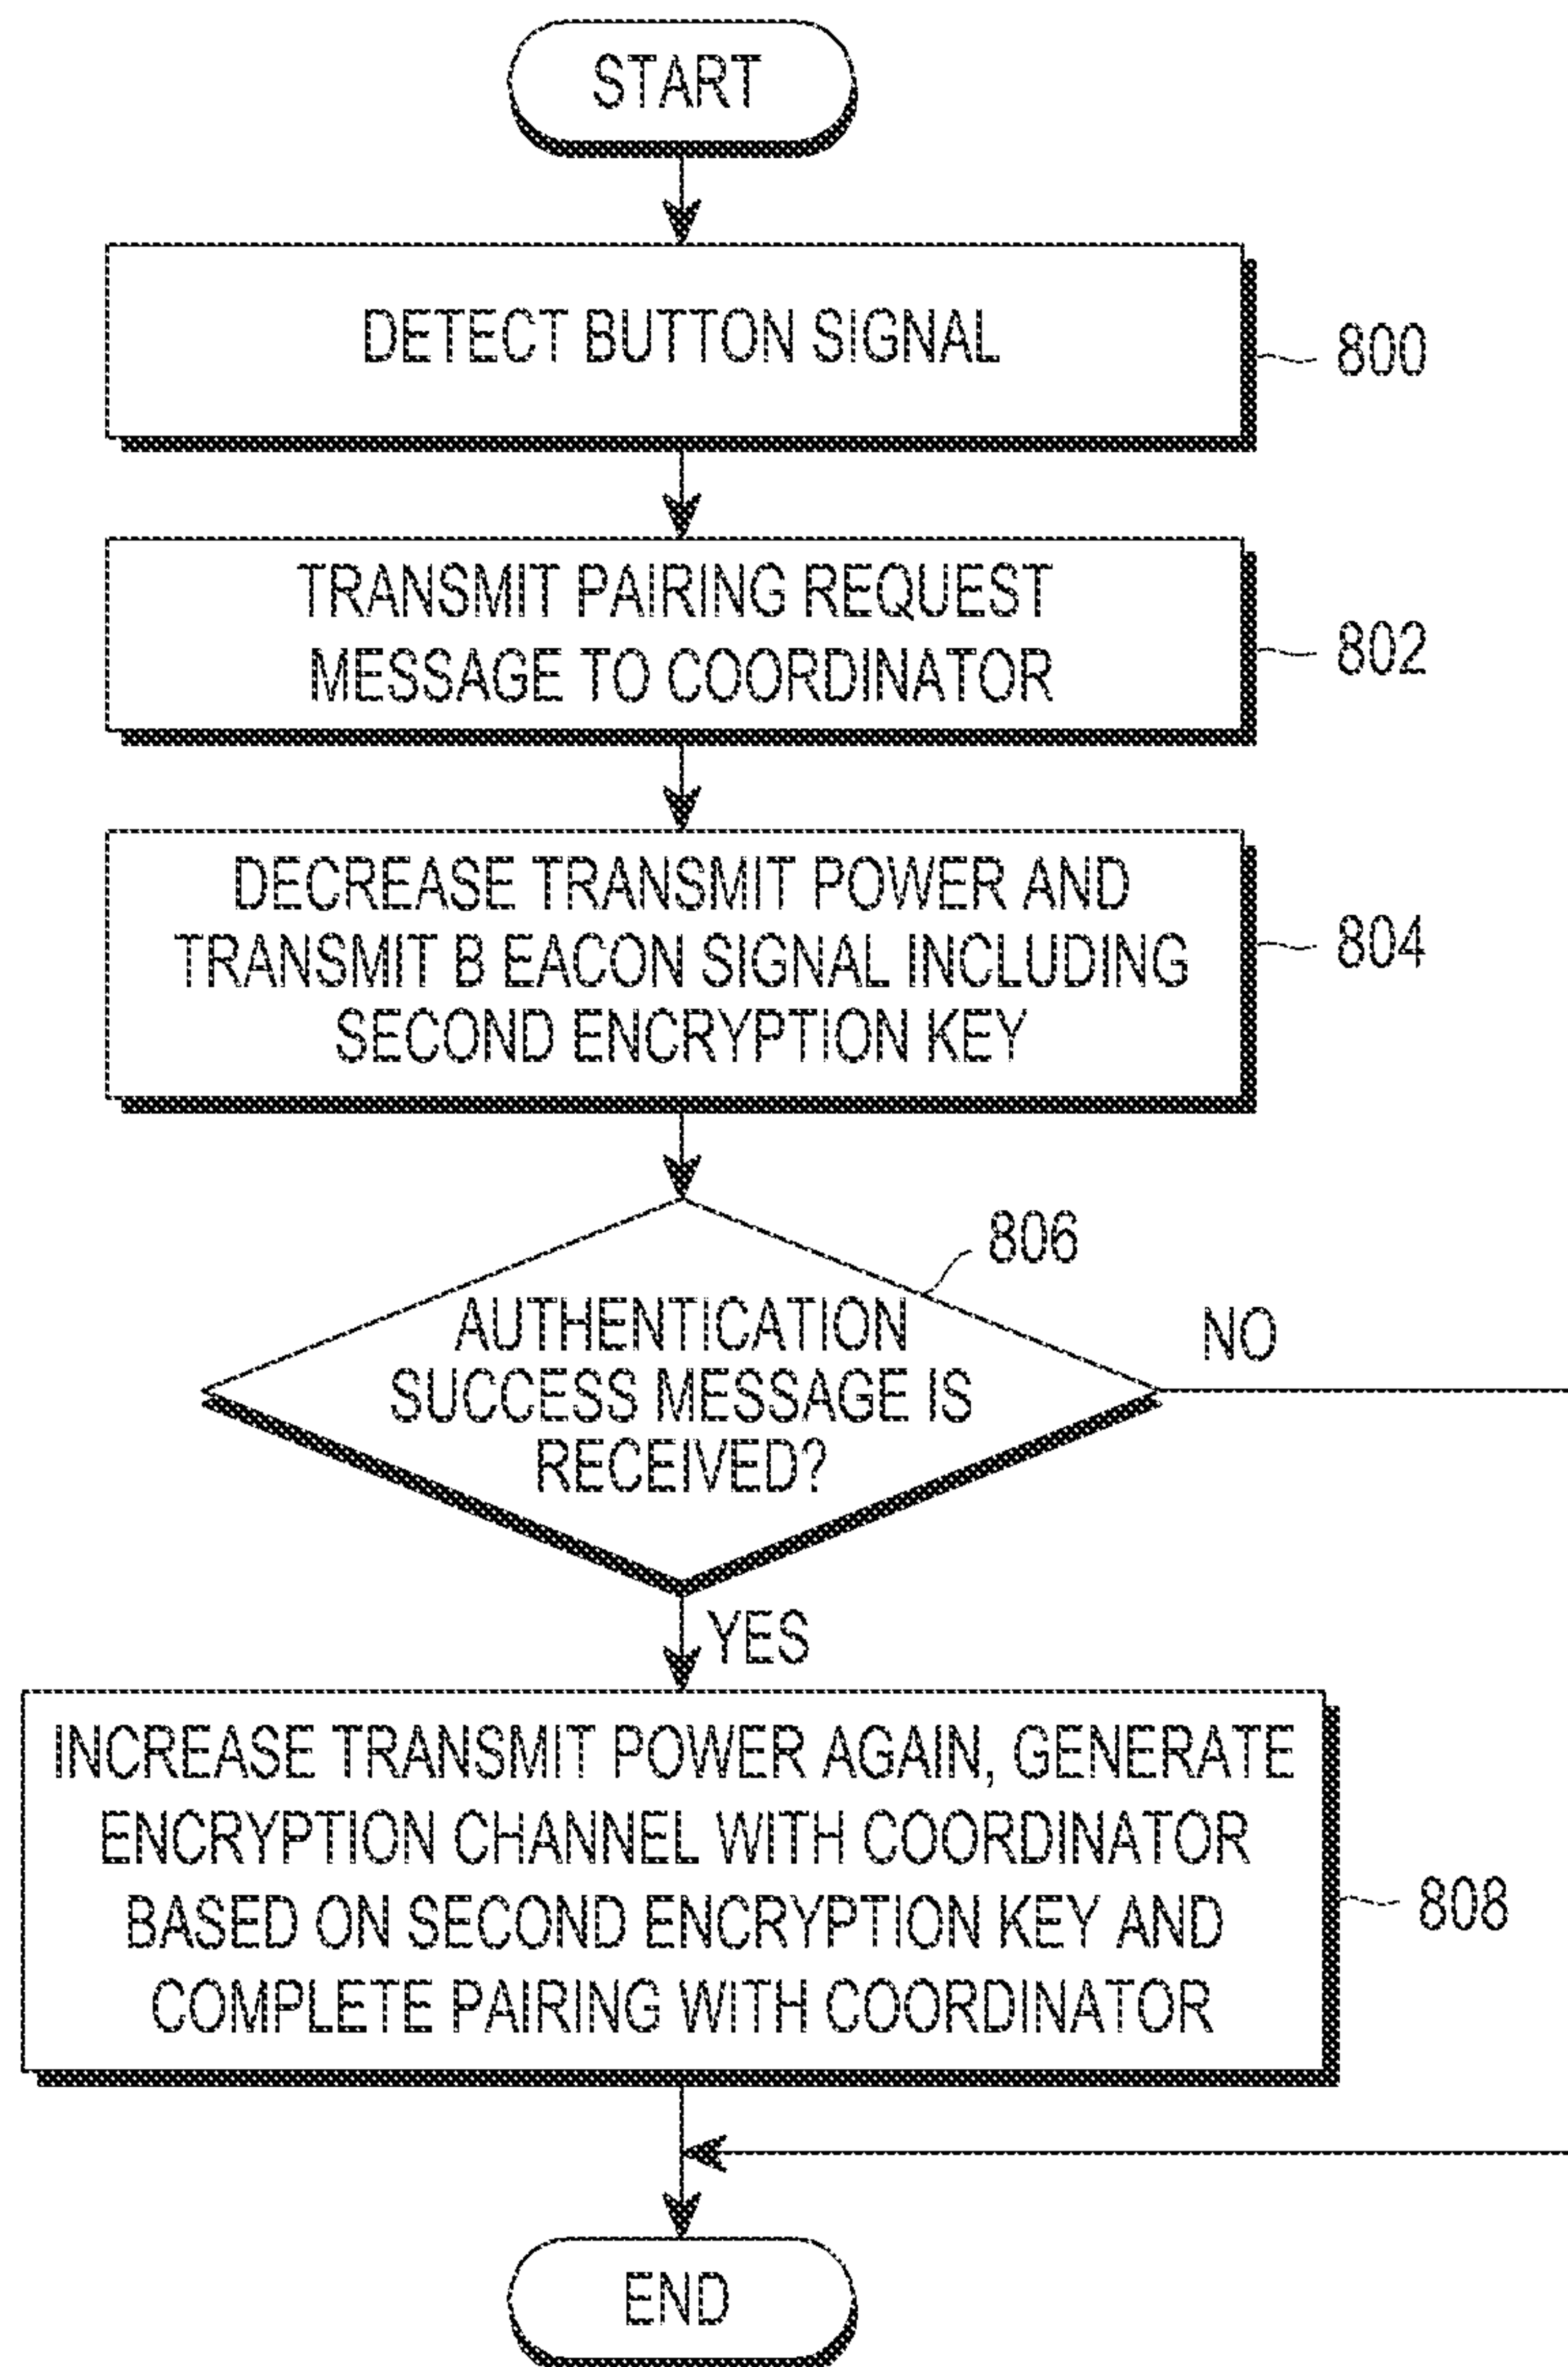 START
DETECT BUTTON SIGNAL
800
TRANSMIT PAIRING REQUEST
MESSAGE TO COORDINATOR
802
DECREASE TRANSMIT POWER AND
TRANSMIT B EACON SIGNAL INCLUDING
SECOND ENCRYPTION KEY
804
806
AUTHENTICATION
SUCCESS MESSAGE IS
RECEIVED?
NO
YES
INCREASE TRANSMIT POWER AGAIN, GENERATE
ENCRYPTION CHANNEL WITH COORDINATOR
BASED ON SECOND ENCRYPTION KEY AND
COMPLETE PAIRING WITH COORDINATOR
808
END